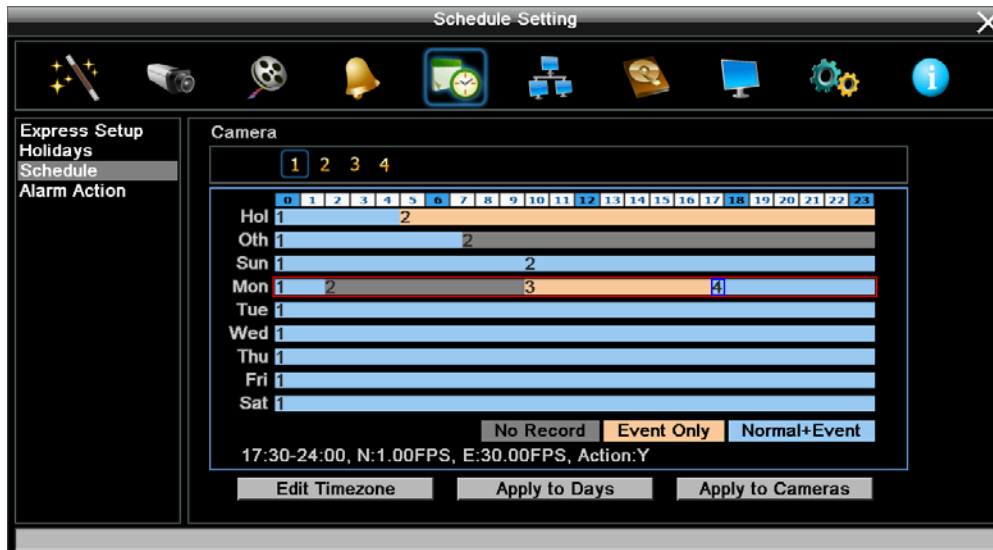 Schedule Setting
Express Setup
Holidays
Schedule
Alarm Action
Camera
1 2 3 4
0 1 2 3 4 5 6 7 8 9 10 11 12 13 14 15 16 17 18 19 20 21 22 23
Hol 1 2
Oth 1 2
Sun 1 2
Mon 1 2 3 4
Tue 1
Wed 1
Thu 1
Fri 1
Sat 1
No Record Event Only Normal+Event
17:30-24:00, N:1.00FPS, E:30.00FPS, Action:Y
Edit Timezone Apply to Days Apply to Cameras